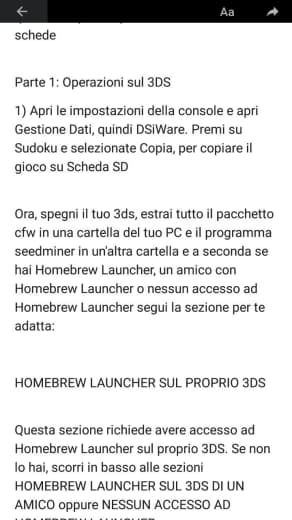 Aa
schede
Parte 1: Operazioni sul 3DS
1) Apri le impostazioni della console e apri
Gestione Dati, quindi DSiWare. Premi su
Sudoku e selezionate Copia, per copiare il
gioco su Scheda SD
Ora, spegni il tuo 3ds, estrai tutto il pacchetto
cfw in una cartella del tuo PC e il programma
seedminer in un'altra cartella e a seconda se
hai Homebrew Launcher, un amico con
Homebrew Launcher o nessun accesso ad
Homebrew Launcher segui la sezione per te
adatta:
HOMEBREW LAUNCHER SUL PROPRIO 3DS
Questa sezione richiede avere accesso ad
Homebrew Launcher sul proprio 3DS. Se non
lo hai, scorri in basso alle sezioni
HOMEBREW LAUNCHER SUL 3DS DI UN
AMICO oppure NESSUN ACCESSO AD